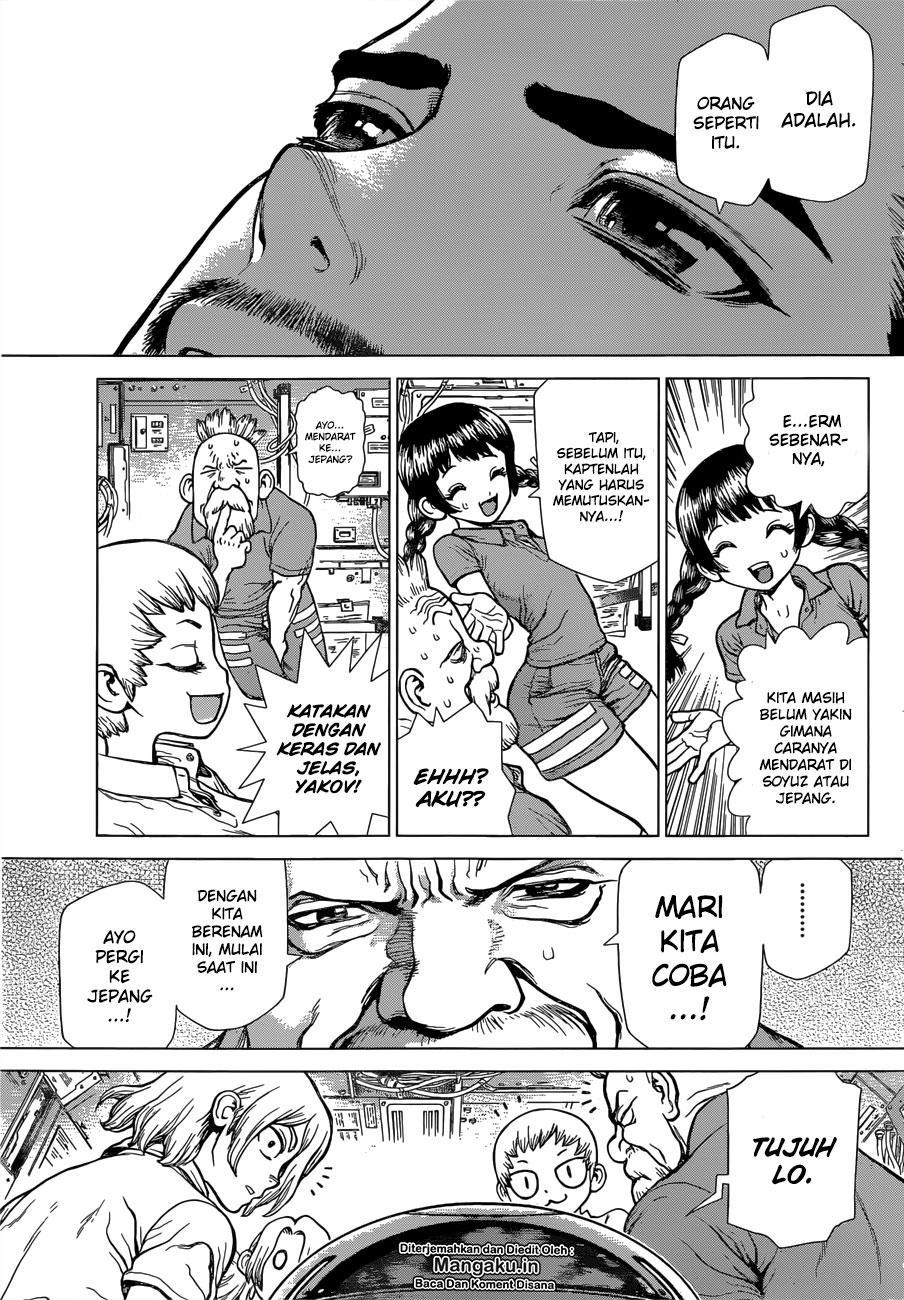 DIA
ADALAH.
ORANG
SEPERTI
ITU.
E...ERM
SEBENAR-
NYA,
KITA MASIH
BELUM YAKIN
GIMANA
CARANYA
MENDARAT DI
SOYUZ ATAU
JEPANG.
TAPI,
SEBELUM ITU,
KAPTENLAH
YANG HARUS
MEMUTUSKAN-
NYA...!
EHHH?
AKU??
AYO...
MENDARAT
KE...
JEPANG?
KATAKAN
DENGAN
KERAS DAN
JELAS,
YAKOV!
.........
MARI
KITA
COBA
...!
DENGAN
KITA
BERENAM
INI, MULAI
SAAT INI
...
AYO
PERGI
KE
JEPANG
...!
TUJUH
LO.
Diterjemahkan dan Diedit Oleh :
Mangaku.in
Baca Dan Koment Disana